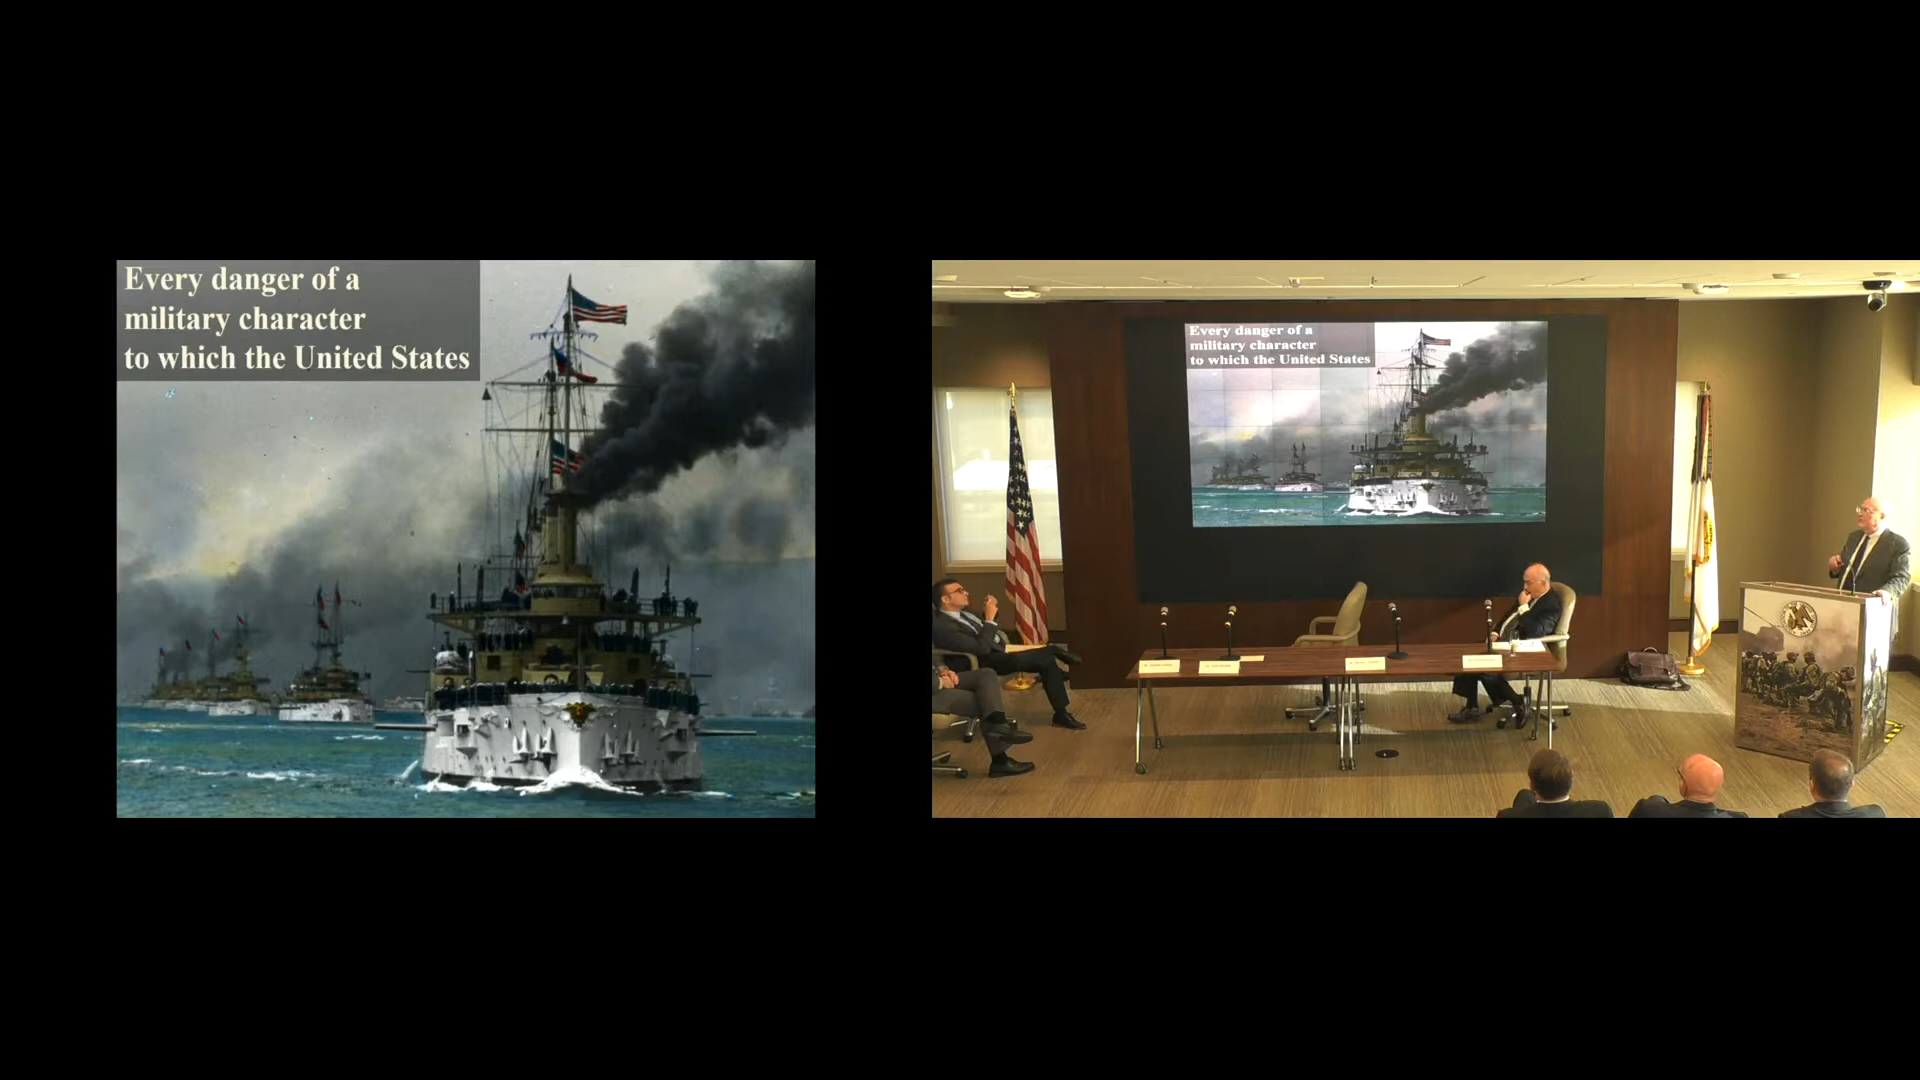 Every danger of a
military character
to which the United States
Every danger of a
military character
to which the United States